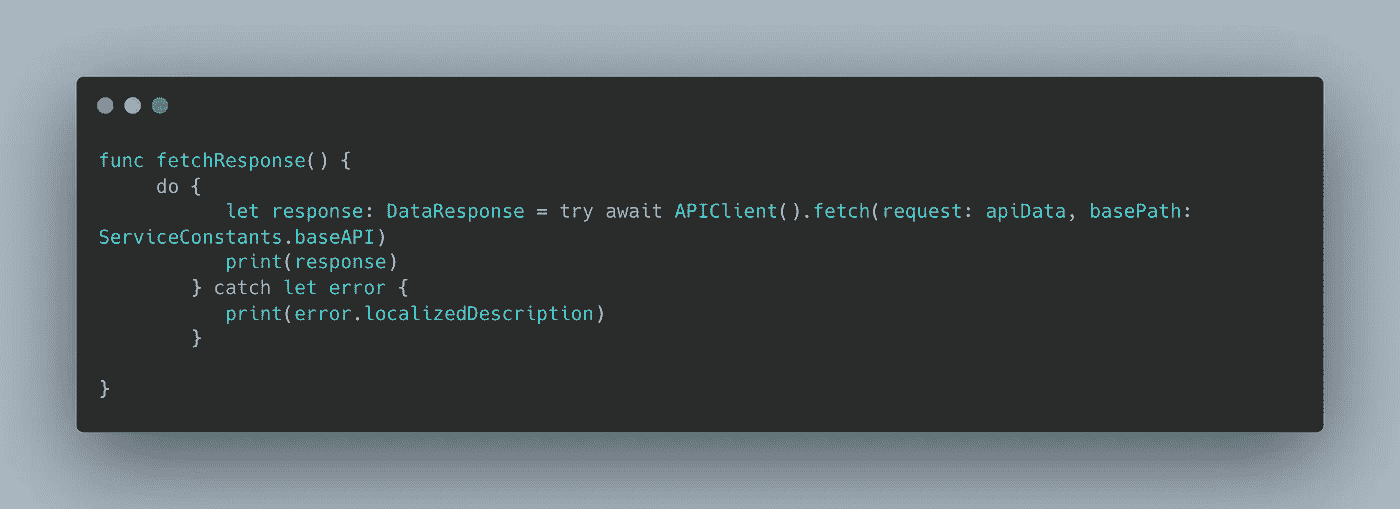 func fetchResponse() {
do {
let response: DataResponse = try await APIClient().fetch(request: apiData, basePath:
ServiceConstants.baseAPI)
print(response)
} catch let error {
print(error.localizedDescription)
}
}